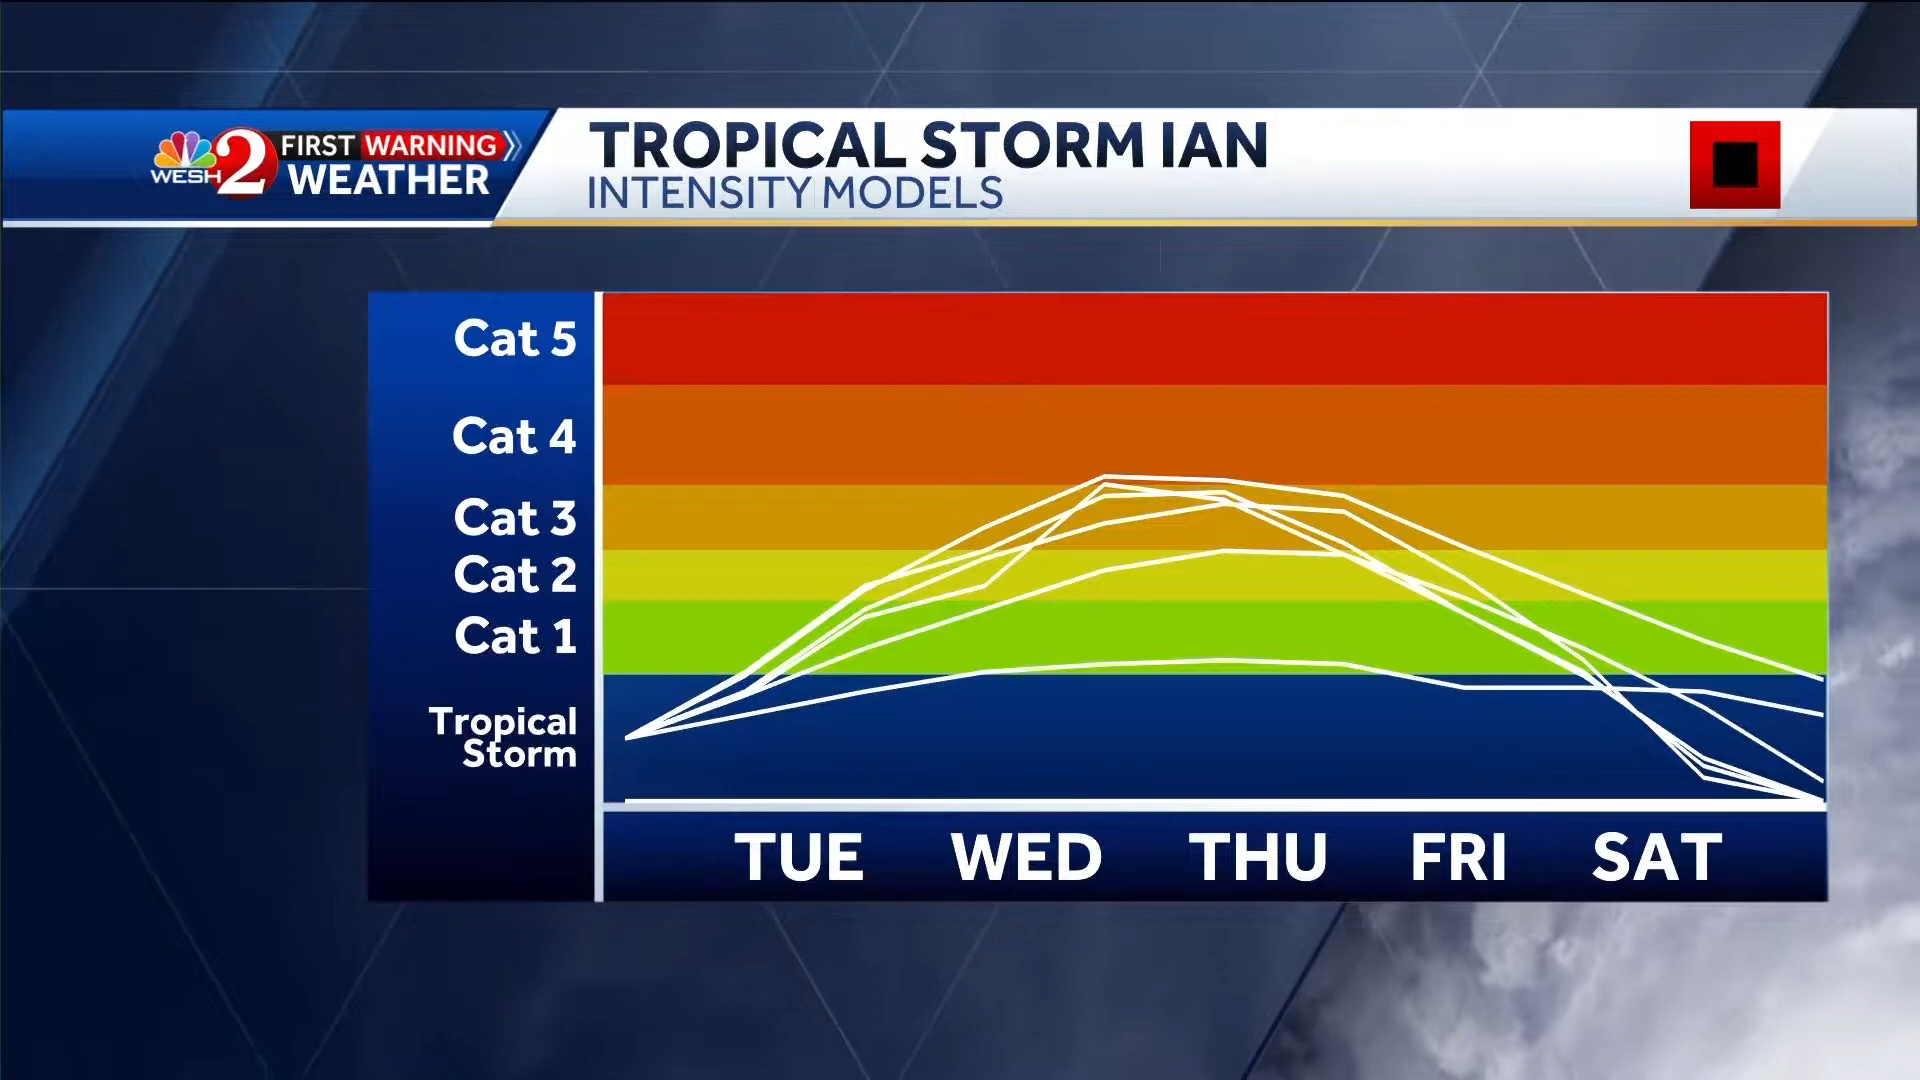 WESH 2 FIRST WARNING
WEATHER
TROPICAL STORM IAN
INTENSITY MODELS
Cat 5
Cat 4
Cat 3
Cat 2
Cat 1
Tropical
Storm
TUE WED THU FRI SAT